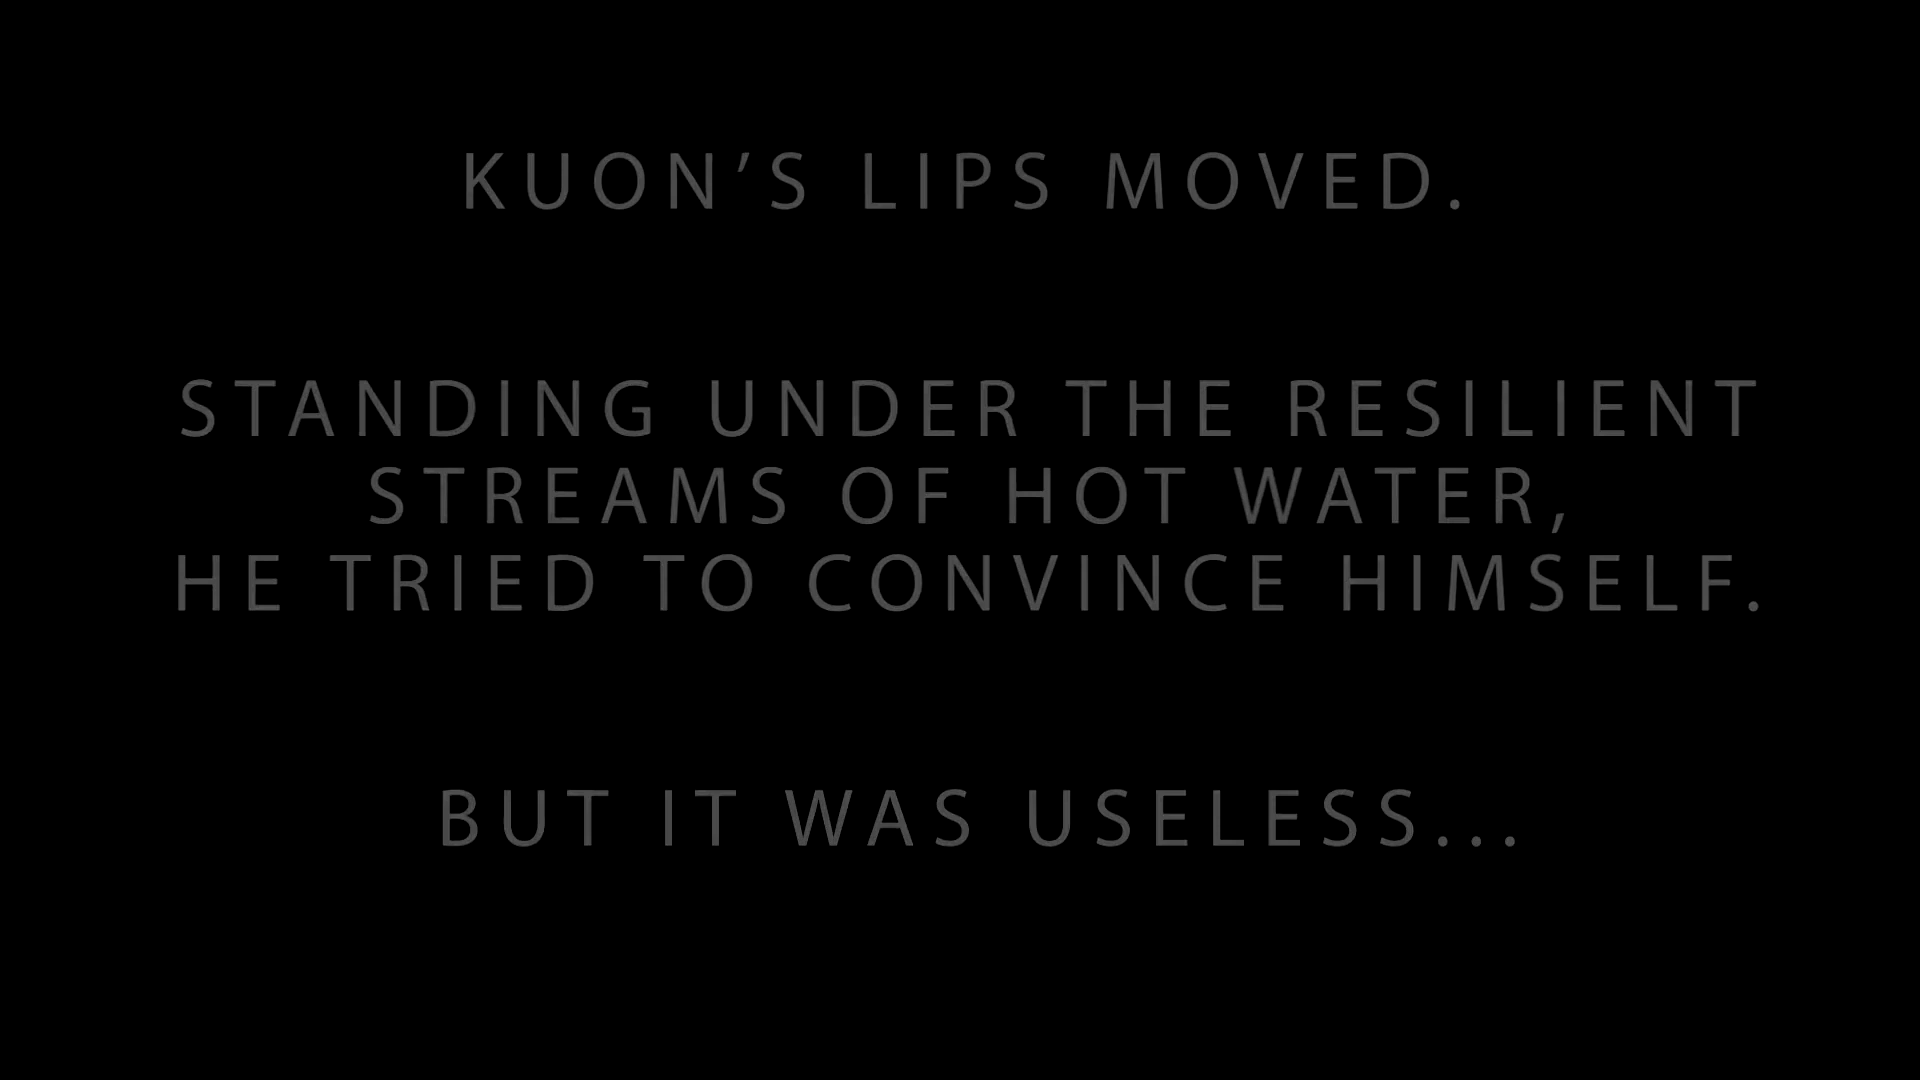 KUON’S LIPS MOVED.
STANDING UNDER THE RESILIENT
STREAMS OF HOT WATER,
HE TRIED TO CONVINCE HIMSELF.
BUT IT WAS USELESS...